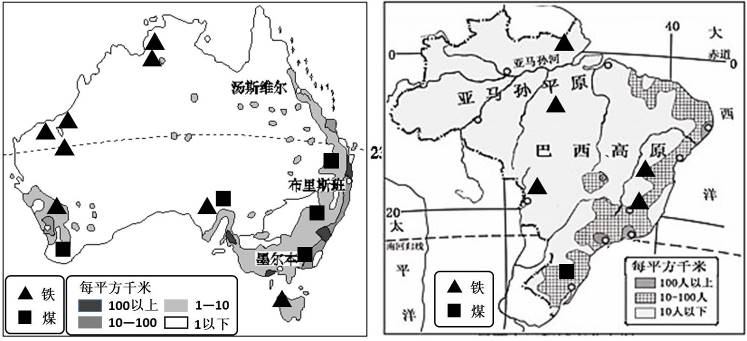 汤斯维尔
23
布里斯班
墨尔本
铁
煤
每平方千米
100以上
1—10
10—100
1以下
40
大
西
洋
0
赤道
0
亚马孙河
亚马孙平原
巴西高原
20
太
平
洋
南回归线
铁
煤
每平方千米
100人以上
10-100人
10人以下